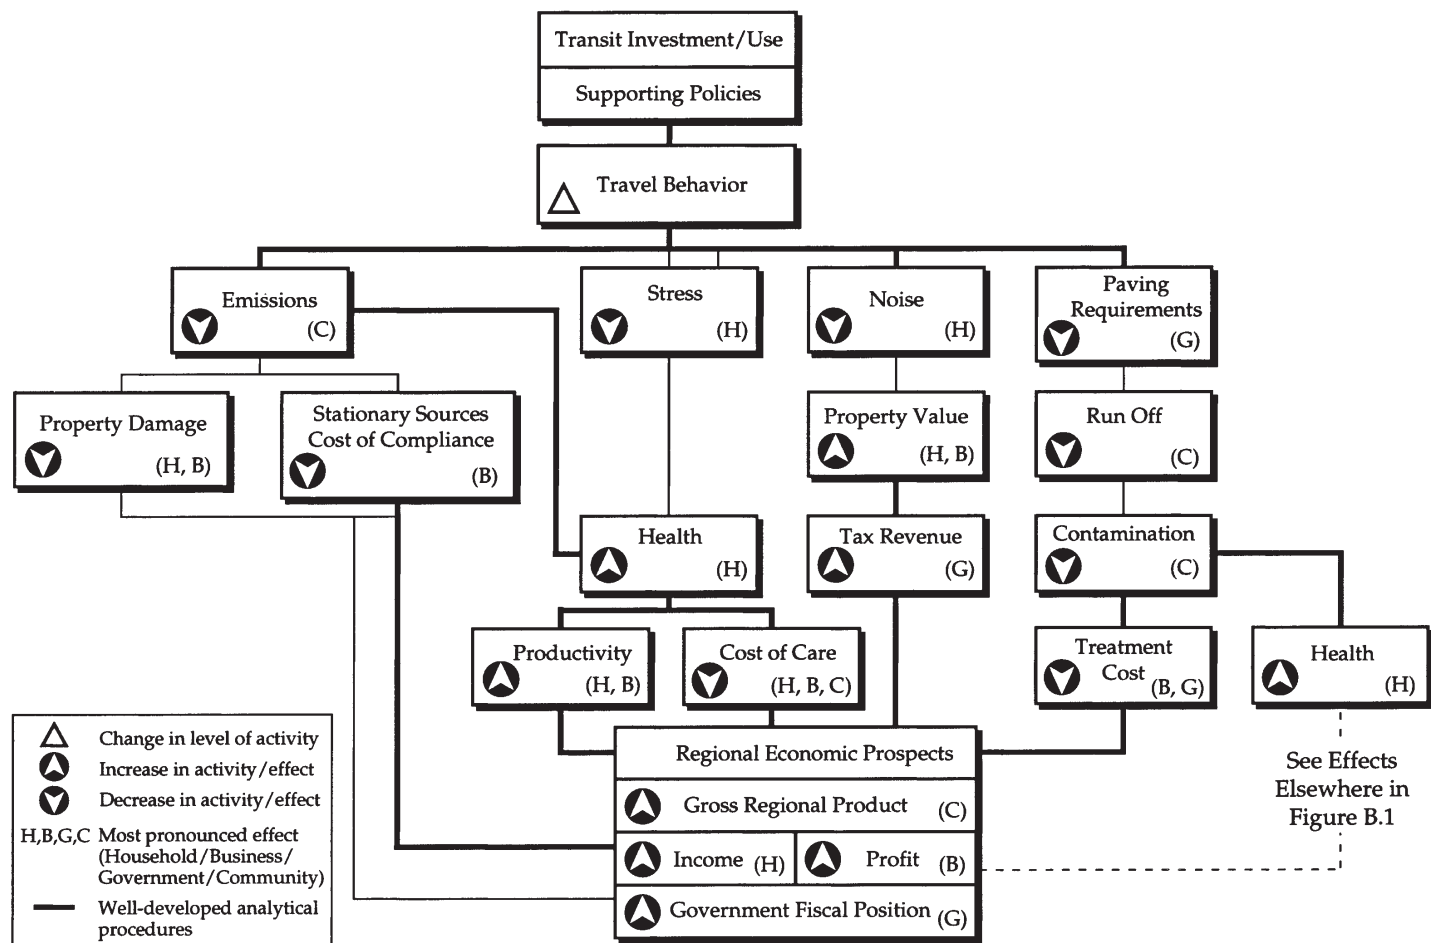 Transit Investment/Use
Supporting Policies
Travel Behavior
Emissions
(C)
Stress
(H)
Noise
(H)
Paving
Requirements
(G)
Property Damage
(H, B)
Stationary Sources
Cost of Compliance
(B)
Property Value
(H, B)
Run Off
(C)
Health
(H)
Tax Revenue
(G)
Contamination
(C)
Productivity
(H, B)
Cost of Care
(H, B, C)
Treatment
Cost
(B, G)
Health
(H)
Regional Economic Prospects
Gross Regional Product (C)
Income (H)
Profit (B)
Government Fiscal Position (G)
See Effects
Elsewhere in
Figure B.1
Change in level of activity
Increase in activity/effect
Decrease in activity/effect
H,B,G,C Most pronounced effect
(Household/Business/
Government/Community)
Well-developed analytical
procedures